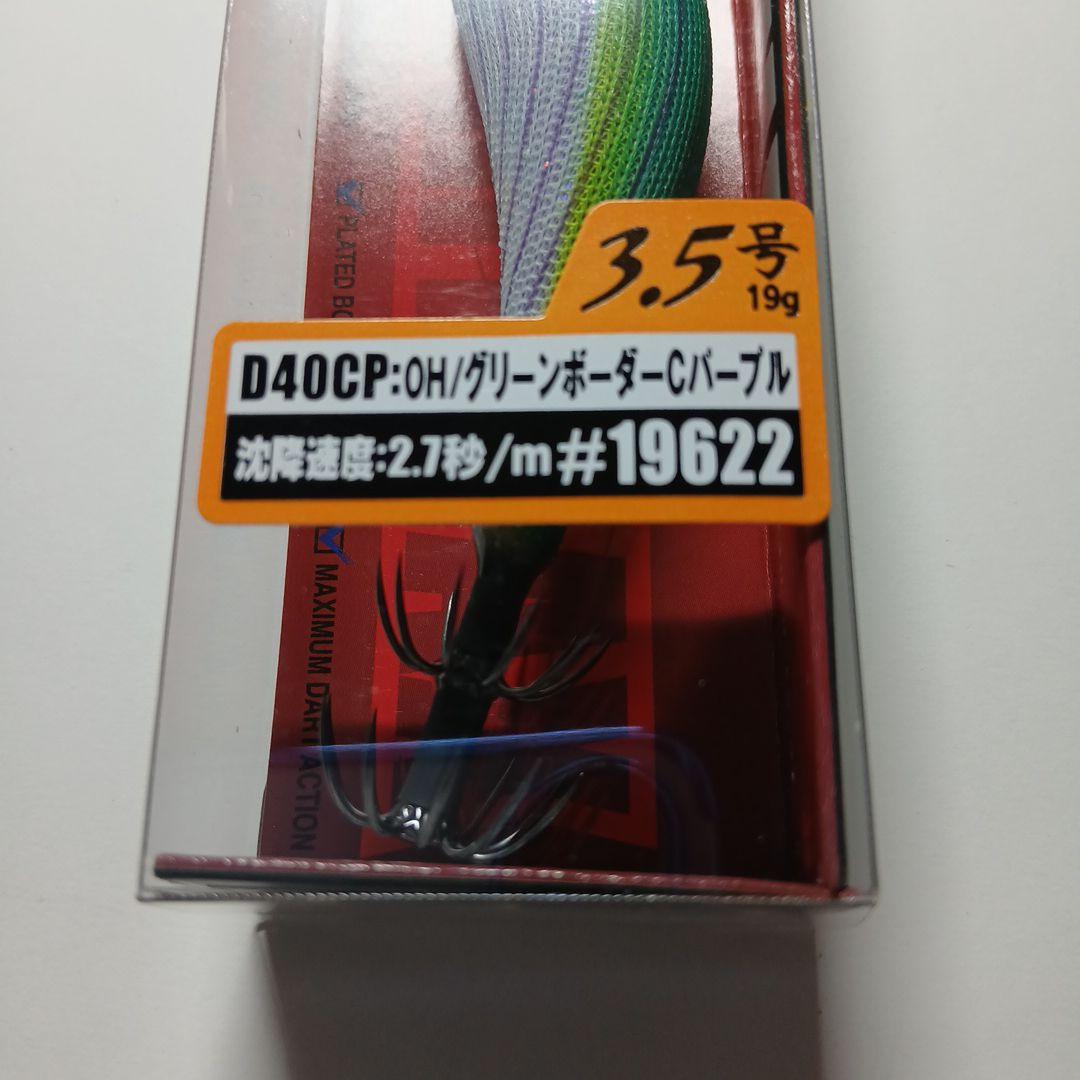 PLATED BO
3.5号
19g
D40CP:OH/グリーンボーダーCパープル
沈降速度:2.7秒/m #19622
MAXIMUM DART ACTION